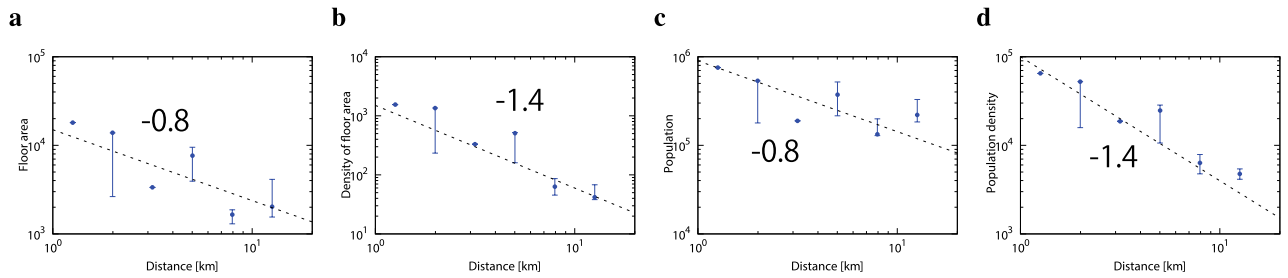 a
b
c
d
10^5
10^4
10^3
10^0
10^1
Floor area
Distance [km]
-0.8
10^4
10^3
10^2
10^1
10^0
10^1
Density of floor area
Distance [km]
-1.4
10^6
10^5
10^4
10^0
10^1
Population
Distance [km]
-0.8
10^5
10^4
10^3
10^0
10^1
Population density
Distance [km]
-1.4